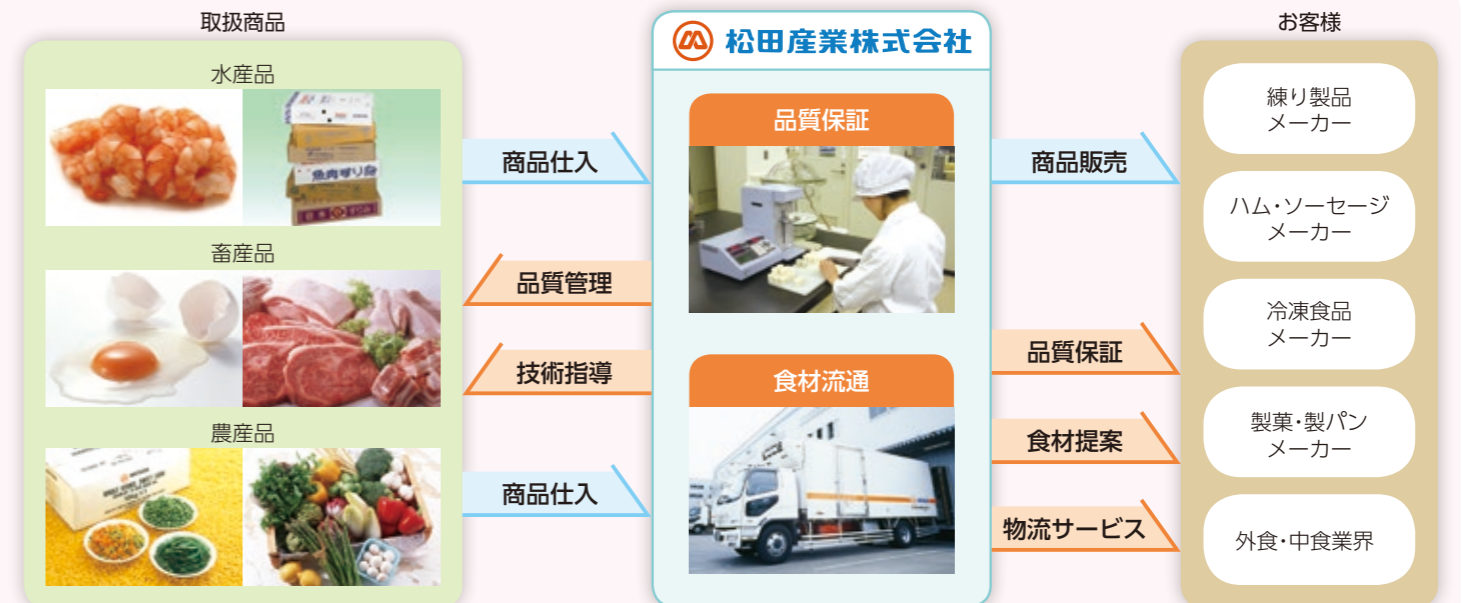 取扱商品
水産品
魚肉すり身
畜産品
農産品
商品仕入
品質管理
技術指導
商品仕入
松田産業株式会社
品質保証
食材流通
商品販売
品質保証
食材提案
物流サービス
お客様
練り製品
メーカー
ハム・ソーセージ
メーカー
冷凍食品
メーカー
製菓・製パン
メーカー
外食・中食業界